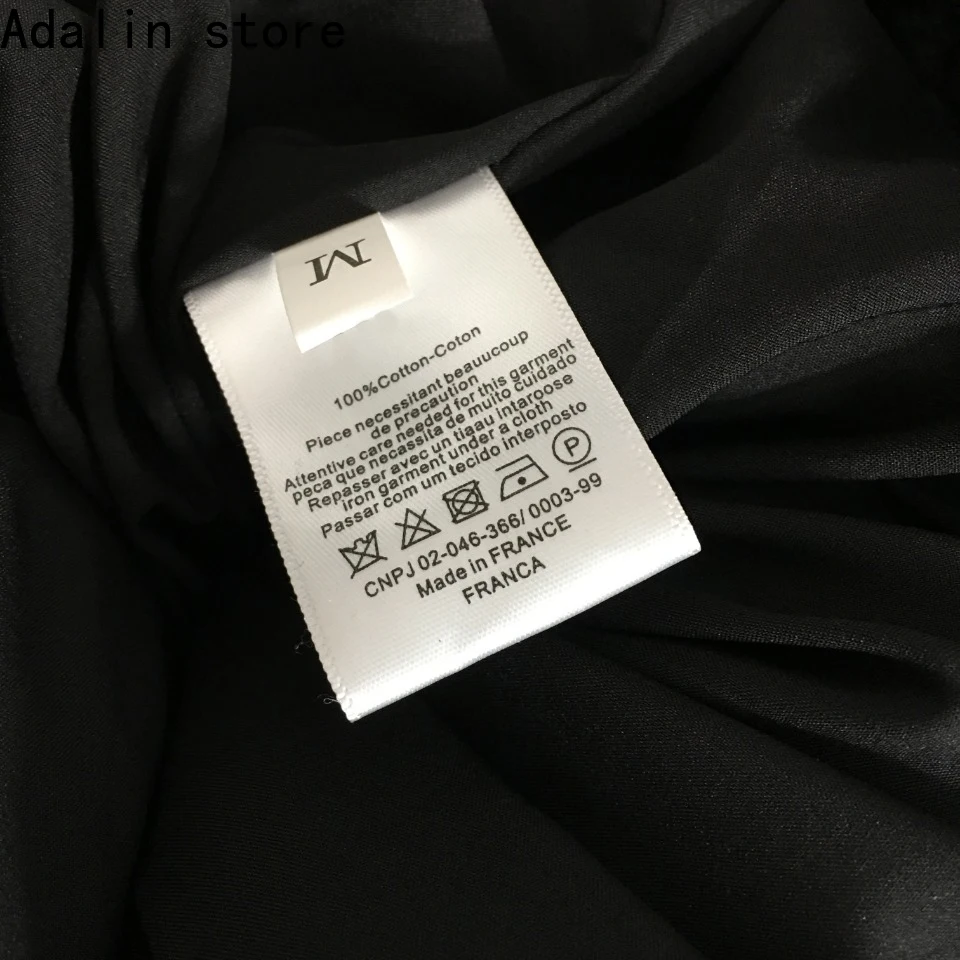 Adalin store
M
100%Cotton-Coton
Piece necessitant beauucoup
de precaution
Attentive care needed for this garment
peca que necassita de muito cuidado
Repasser avec un tiaau intaroose
iron garment under a cloth
Passar com um tecido interposto
P
CNPJ 02-046-366/ 0003-99
Made in FRANCE
FRANCA